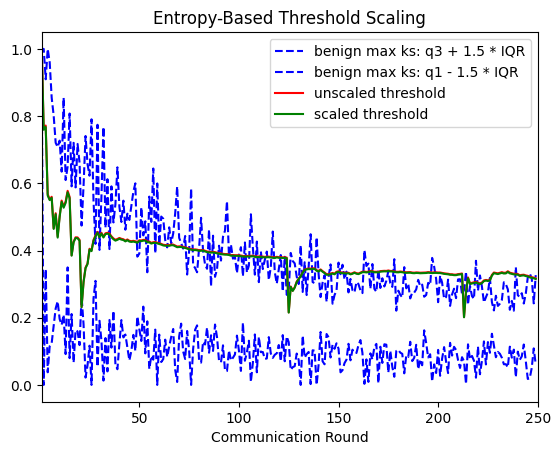 Entropy-Based Threshold Scaling
benign max ks: q3 + 1.5 * IQR
benign max ks: q1 - 1.5 * IQR
unscaled threshold
scaled threshold
1.0
0.8
0.6
0.4
0.2
0.0
50 100 150 200 250
Communication Round